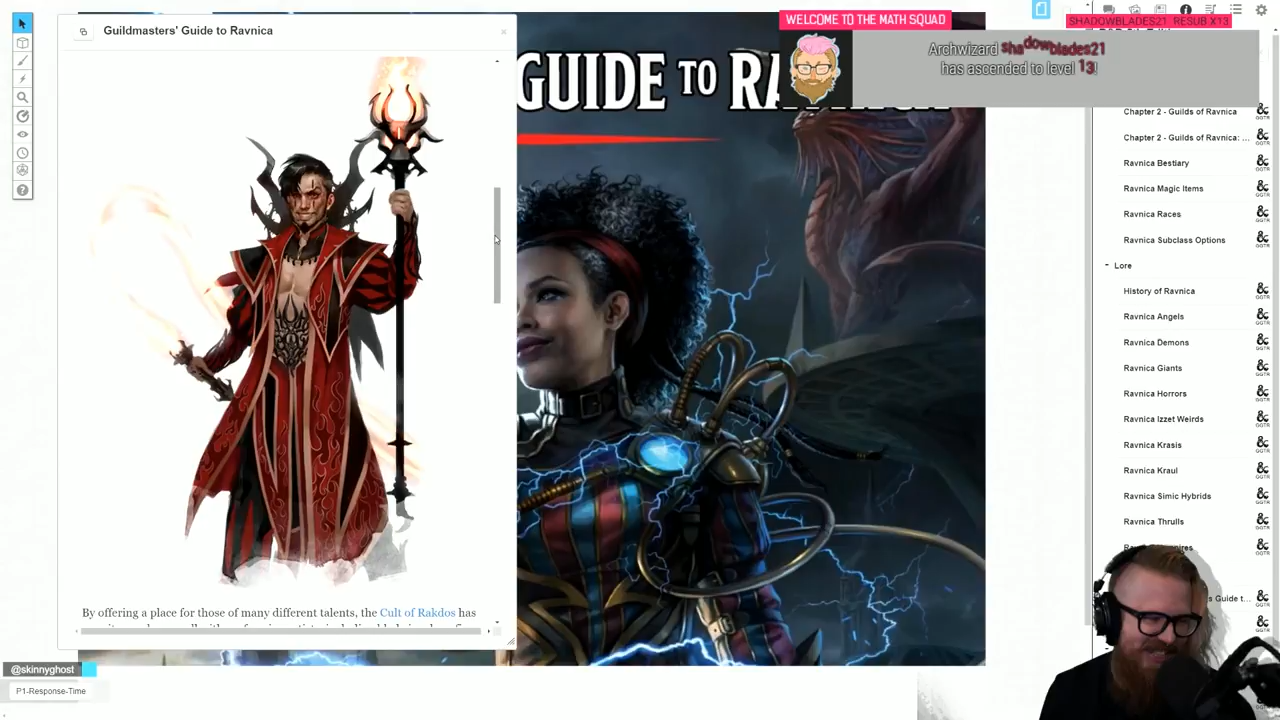 Guildmasters' Guide to Ravnica
GUIDE TO
WELCOME TO THE MATH SQUAD
SHADOWBLADES21 RESUB X13
Archwizard shadowblades21
has ascended to level 13!
Chapter 2 - Guilds of Ravnica
Chapter 2 - Guilds of Ravnica: ...
Ravnica Bestiary
Ravnica Magic Items
Ravnica Races
Ravnica Subclass Options
Lore
History of Ravnica
Ravnica Angels
Ravnica Demons
Ravnica Giants
Ravnica Horrors
Ravnica Izzet Weirds
Ravnica Krasis
Ravnica Kraul
Ravnica Simic Hybrids
Ravnica Thrulls
s Guide t...
By offering a place for those of many different talents, the Cult of Rakdos has
@skinnyghost
P1-Response-Time